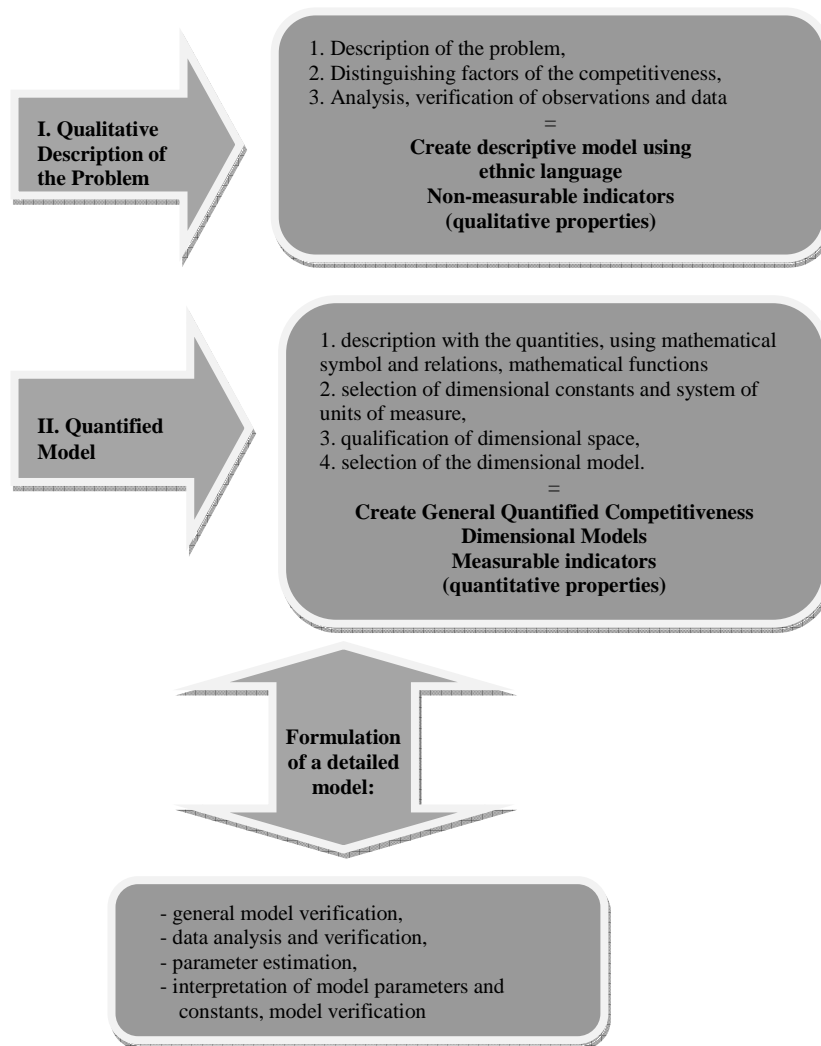 I. Qualitative
Description of
the Problem
1. Description of the problem,
2. Distinguishing factors of the competitiveness,
3. Analysis, verification of observations and data
=
Create descriptive model using
ethnic language
Non-measurable indicators
(qualitative properties)
II. Quantified
Model
1. description with the quantities, using mathematical
symbol and relations, mathematical functions
2. selection of dimensional constants and system of
units of measure,
3. qualification of dimensional space,
4. selection of the dimensional model.
=
Create General Quantified Competitiveness
Dimensional Models
Measurable indicators
(quantitative properties)
Formulation
of a detailed
model:
- general model verification,
- data analysis and verification,
- parameter estimation,
- interpretation of model parameters and
constants, model verification